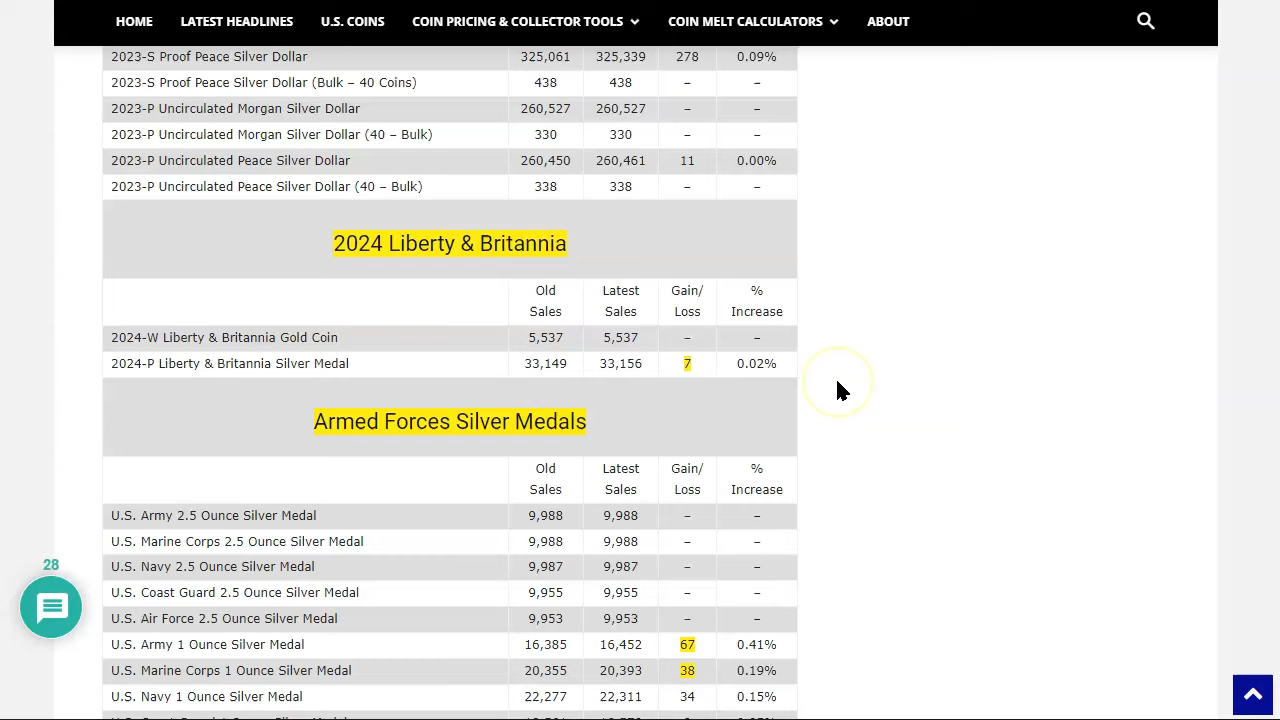 HOME LATEST HEADLINES U.S. COINS COIN PRICING & COLLECTOR TOOLS COIN MELT CALCULATORS ABOUT
2023-S Proof Peace Silver Dollar 325,061 325,339 278 0.09%
2023-S Proof Peace Silver Dollar (Bulk – 40 Coins) 438 438 – –
2023-P Uncirculated Morgan Silver Dollar 260,527 260,527 – –
2023-P Uncirculated Morgan Silver Dollar (40 – Bulk) 330 330 – –
2023-P Uncirculated Peace Silver Dollar 260,450 260,461 11 0.00%
2023-P Uncirculated Peace Silver Dollar (40 – Bulk) 338 338 – –
2024 Liberty & Britannia
Old Latest Gain/ %
Sales Sales Loss Increase
2024-W Liberty & Britannia Gold Coin 5,537 5,537 – –
2024-P Liberty & Britannia Silver Medal 33,149 33,156 7 0.02%
Armed Forces Silver Medals
Old Latest Gain/ %
Sales Sales Loss Increase
U.S. Army 2.5 Ounce Silver Medal 9,988 9,988 – –
U.S. Marine Corps 2.5 Ounce Silver Medal 9,988 9,988 – –
U.S. Navy 2.5 Ounce Silver Medal 9,987 9,987 – –
28
U.S. Coast Guard 2.5 Ounce Silver Medal 9,955 9,955 – –
U.S. Air Force 2.5 Ounce Silver Medal 9,953 9,953 – –
U.S. Army 1 Ounce Silver Medal 16,385 16,452 67 0.41%
U.S. Marine Corps 1 Ounce Silver Medal 20,355 20,393 38 0.19%
U.S. Navy 1 Ounce Silver Medal 22,277 22,311 34 0.15%